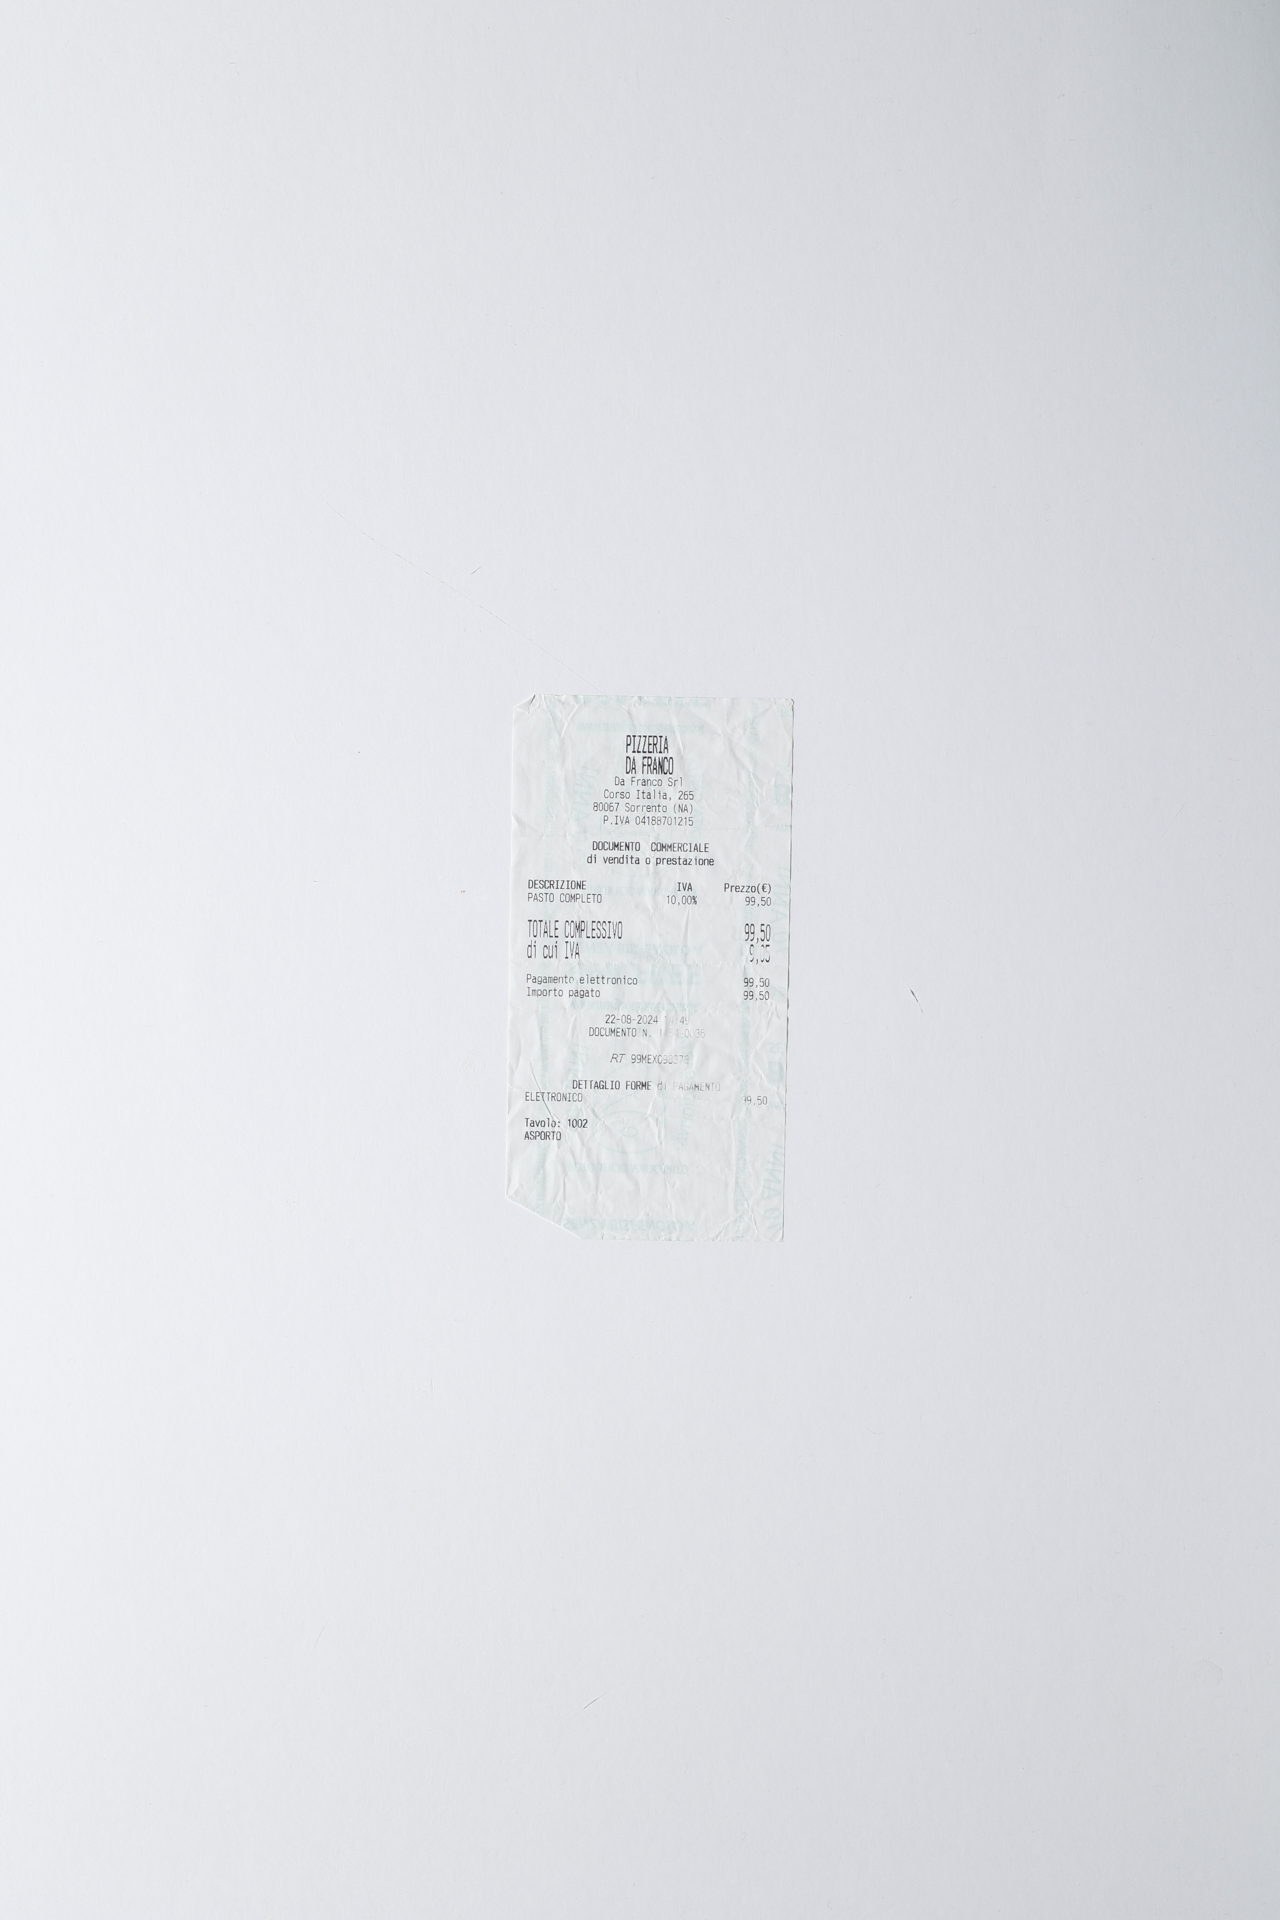 PIZZERIA
DA FRANCO
Da Franco Srl
Corso Italia, 265
80067 Sorrento (NA)
P.IVA 04188701215
DOCUMENTO COMMERCIALE
di vendita o prestazione
DESCRIZIONE IVA Prezzo(€)
PASTO COMPLETO 10,00% 99,50
TOTALE COMPLESSIVO 99,50
di cui IVA
Pagamento elettronico 99,50
Importo pagato 99,50
22-08-2024
DOCUMENTO N.
RT
DETTAGLIO FORME di PAGAMENTO
ELETTRONICO 99,50
Tavolo: 1002
ASPORTO